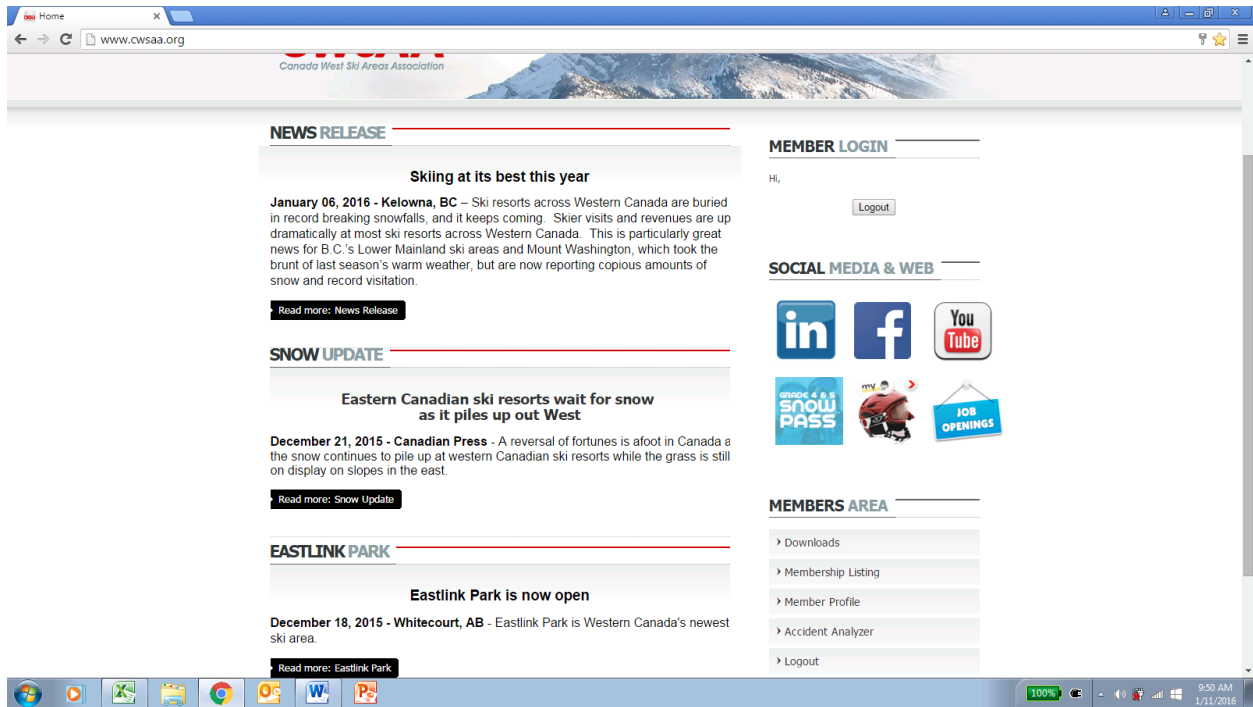 Home
www.cwsaa.org
CWSAA
Canada West Ski Areas Association
NEWS RELEASE
Skiing at its best this year
January 06, 2016 - Kelowna, BC – Ski resorts across Western Canada are buried
in record breaking snowfalls, and it keeps coming. Skier visits and revenues are up
dramatically at most ski resorts across Western Canada. This is particularly great
news for B.C.'s Lower Mainland ski areas and Mount Washington, which took the
brunt of last season's warm weather, but are now reporting copious amounts of
snow and record visitation.
Read more: News Release
SNOW UPDATE
Eastern Canadian ski resorts wait for snow
as it piles up out West
December 21, 2015 - Canadian Press - A reversal of fortunes is afoot in Canada a
the snow continues to pile up at western Canadian ski resorts while the grass is still
on display on slopes in the east.
Read more: Snow Update
EASTLINK PARK
Eastlink Park is now open
December 18, 2015 - Whitecourt, AB - Eastlink Park is Western Canada's newest
ski area.
Read more: Eastlink Park
MEMBER LOGIN
Hi,
Logout
SOCIAL MEDIA & WEB
in
f
You
Tube
GRADE 4 & 5
SNOW
PASS
my
JOB
OPENINGS
MEMBERS AREA
Downloads
Membership Listing
Member Profile
Accident Analyzer
Logout
100%
9:50 AM
1/11/2016